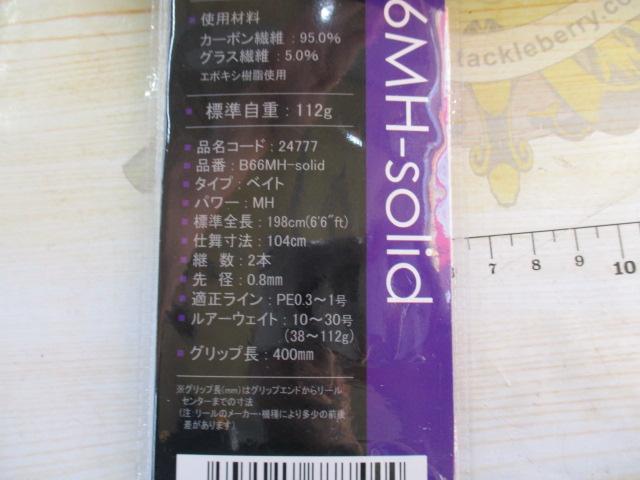 使用材料
カーボン繊維：95.0%
グラス繊維：5.0%
エポキシ樹脂使用
標準自重：112g
品名コード：24777
品番：B66MH-solid
タイプ：ベイト
パワー：MH
標準全長：198cm(6'6"ft)
仕舞寸法：104cm
継 数：2本
先 径：0.8mm
適正ライン：PE0.3〜1号
ルアーウェイト：10〜30号
(38〜112g)
グリップ長：400mm
※グリップ長(mm)はグリップエンドからリール
センターまでの寸法
(注：リールのメーカー・機種により多少の前後
差があります)
6MH-solid
tackleberry.co
7 8 9 10